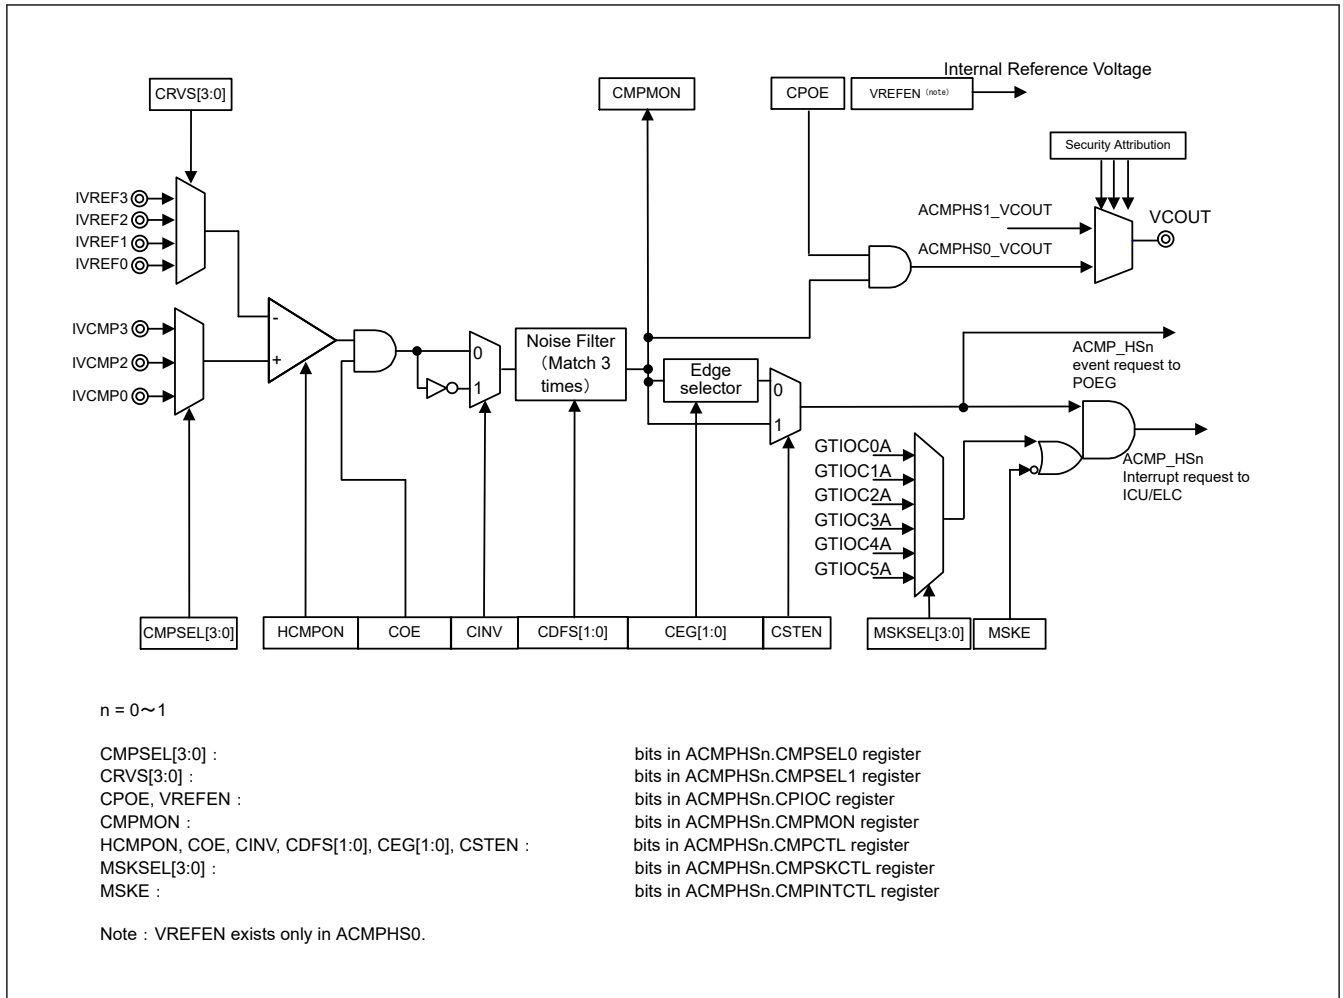 Internal Reference Voltage
CRVS[3:0]
CMPMON
CPOE
VREFEN (note)
Security Attribution
IVREF3
IVREF2
IVREF1
IVREF0
ACMPHS1_VCOUT
VCOUT
ACMPHS0_VCOUT
IVCMP3
IVCMP2
IVCMP0
-
+
0
1
Noise Filter
（Match 3
times）
Edge
selector
0
1
ACMP_HSn
event request to
POEG
GTIOC0A
GTIOC1A
GTIOC2A
GTIOC3A
GTIOC4A
GTIOC5A
ACMP_HSn
Interrupt request to
ICU/ELC
CMPSEL[3:0]
HCMPON
COE
CINV
CDFS[1:0]
CEG[1:0]
CSTEN
MSKSEL[3:0]
MSKE
n = 0～1
CMPSEL[3:0] : bits in ACMPHSn.CMPSEL0 register
CRVS[3:0] : bits in ACMPHSn.CMPSEL1 register
CPOE, VREFEN : bits in ACMPHSn.CPIOC register
CMPMON : bits in ACMPHSn.CMPMON register
HCMPON, COE, CINV, CDFS[1:0], CEG[1:0], CSTEN : bits in ACMPHSn.CMPCTL register
MSKSEL[3:0] : bits in ACMPHSn.CMPSKCTL register
MSKE : bits in ACMPHSn.CMPINTCTL register
Note : VREFEN exists only in ACMPHS0.